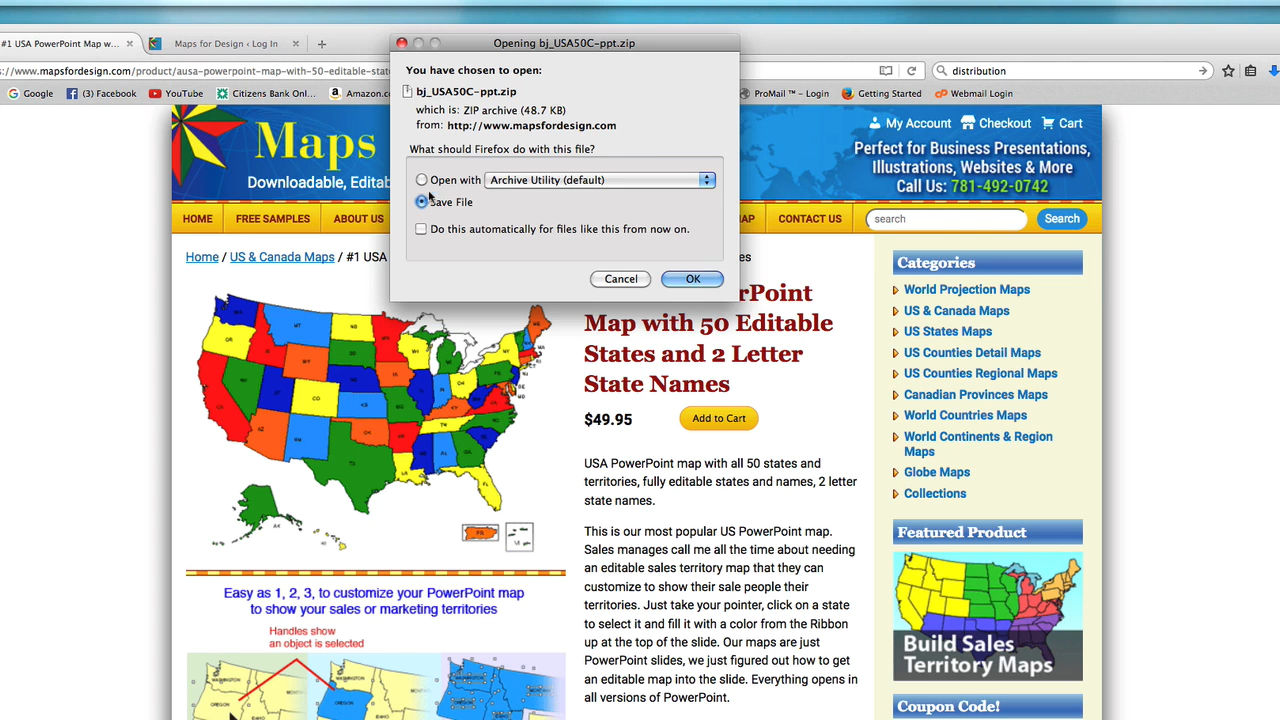 #1 USA PowerPoint Map w...
Maps for Design ‹ Log In
Opening bj_USA50C-ppt.zip
www.mapsfordesign.com/product/ausa-powerpoint-map-with-50-editable-state
distribution
Google
(3) Facebook
YouTube
Citizens Bank Onl...
Amazon.co
ProMail ™ – Login
Getting Started
Webmail Login
You have chosen to open:
bj_USA50C-ppt.zip
which is: ZIP archive (48.7 KB)
from: http://www.mapsfordesign.com
What should Firefox do with this file?
Open with
Archive Utility (default)
Save File
Do this automatically for files like this from now on.
Cancel
OK
Maps
Downloadable, Editab
My Account
Checkout
Cart
Perfect for Business Presentations,
Illustrations, Websites & More
Call Us: 781-492-0742
HOME
FREE SAMPLES
ABOUT US
AP
CONTACT US
search
Search
Home / US & Canada Maps / #1 USA
es
rPoint
Map with 50 Editable
States and 2 Letter
State Names
$49.95
Add to Cart
USA PowerPoint map with all 50 states and
territories, fully editable states and names, 2 letter
state names.
This is our most popular US PowerPoint map.
Sales manages call me all the time about needing
an editable sales territory map that they can
customize to show their sale people their
territories. Just take your pointer, click on a state
to select it and fill it with a color from the Ribbon
up at the top of the slide. Our maps are just
PowerPoint slides, we just figured out how to get
an editable map into the slide. Everything opens in
all versions of PowerPoint.
Easy as 1, 2, 3, to customize your PowerPoint map
to show your sales or marketing territories
Handles show
an object is selected
WASHINGTON
OREGON
IDAHO
WASHINGTON
OREGON
IDAHO
Categories
World Projection Maps
US & Canada Maps
US States Maps
US Counties Detail Maps
US Counties Regional Maps
Canadian Provinces Maps
World Countries Maps
World Continents & Region
Maps
Globe Maps
Collections
Featured Product
Build Sales
Territory Maps
Coupon Code!